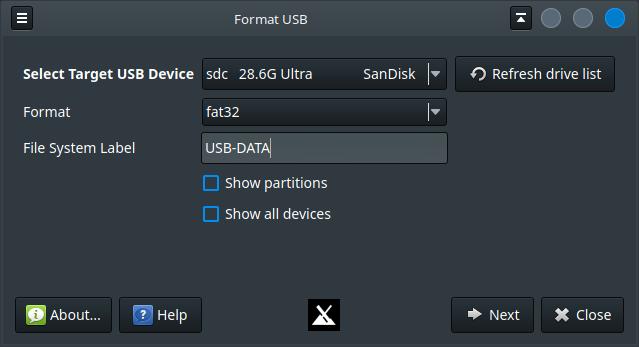 Format USB
Select Target USB Device sdc 28.6G Ultra SanDisk Refresh drive list
Format fat32
File System Label USB-DATA
Show partitions
Show all devices
About... Help Next Close